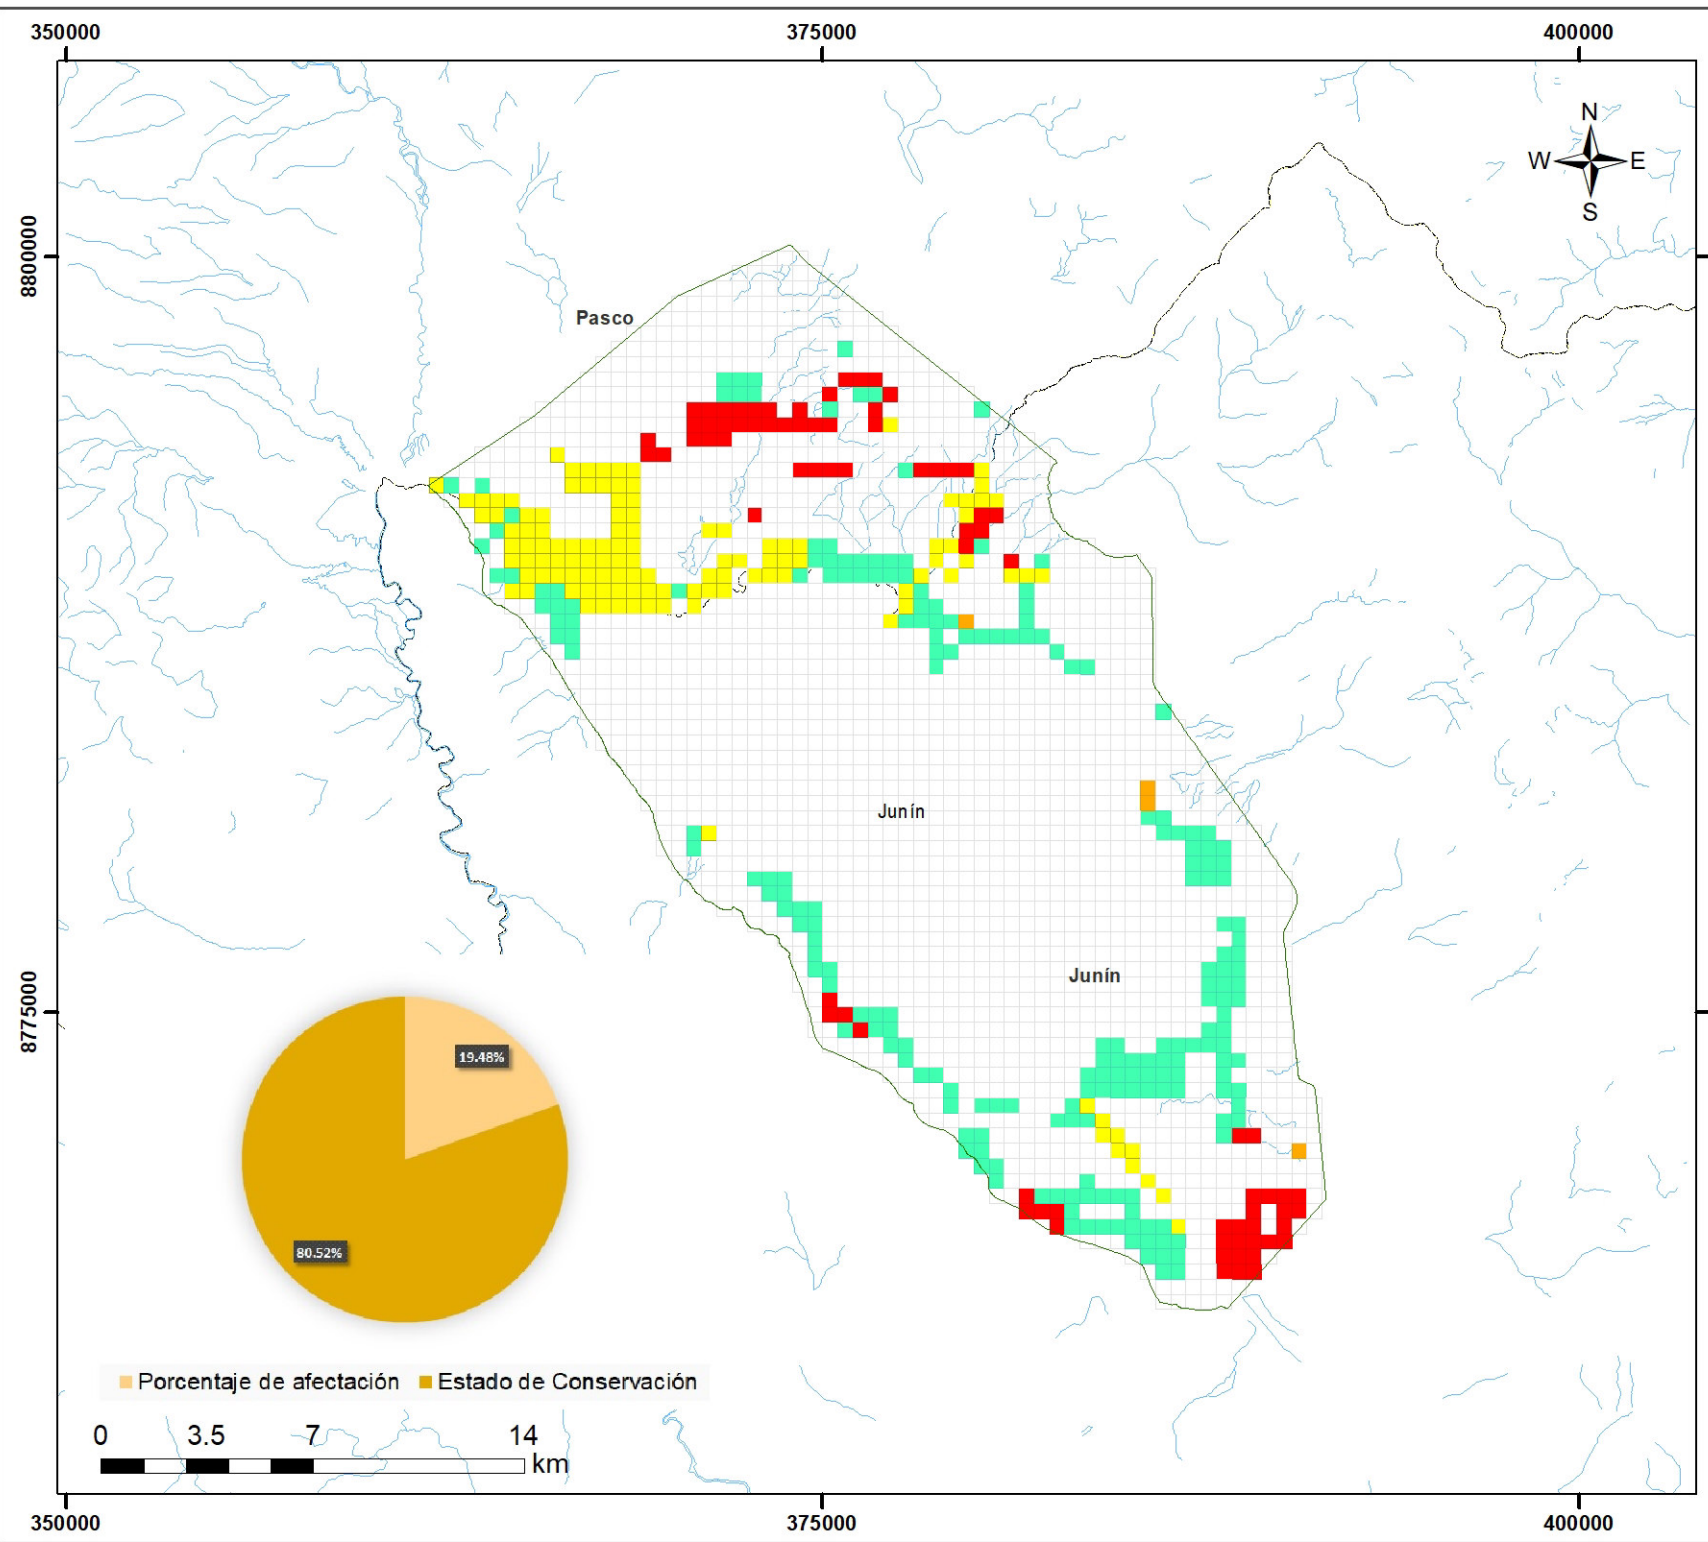 350000 375000 400000
N
W E
S
8800000
Pasco
Junín
Junín
8775000
19.48%
80.52%
Porcentaje de afectación Estado de Conservación
0 3.5 7 14
km
350000 375000 400000